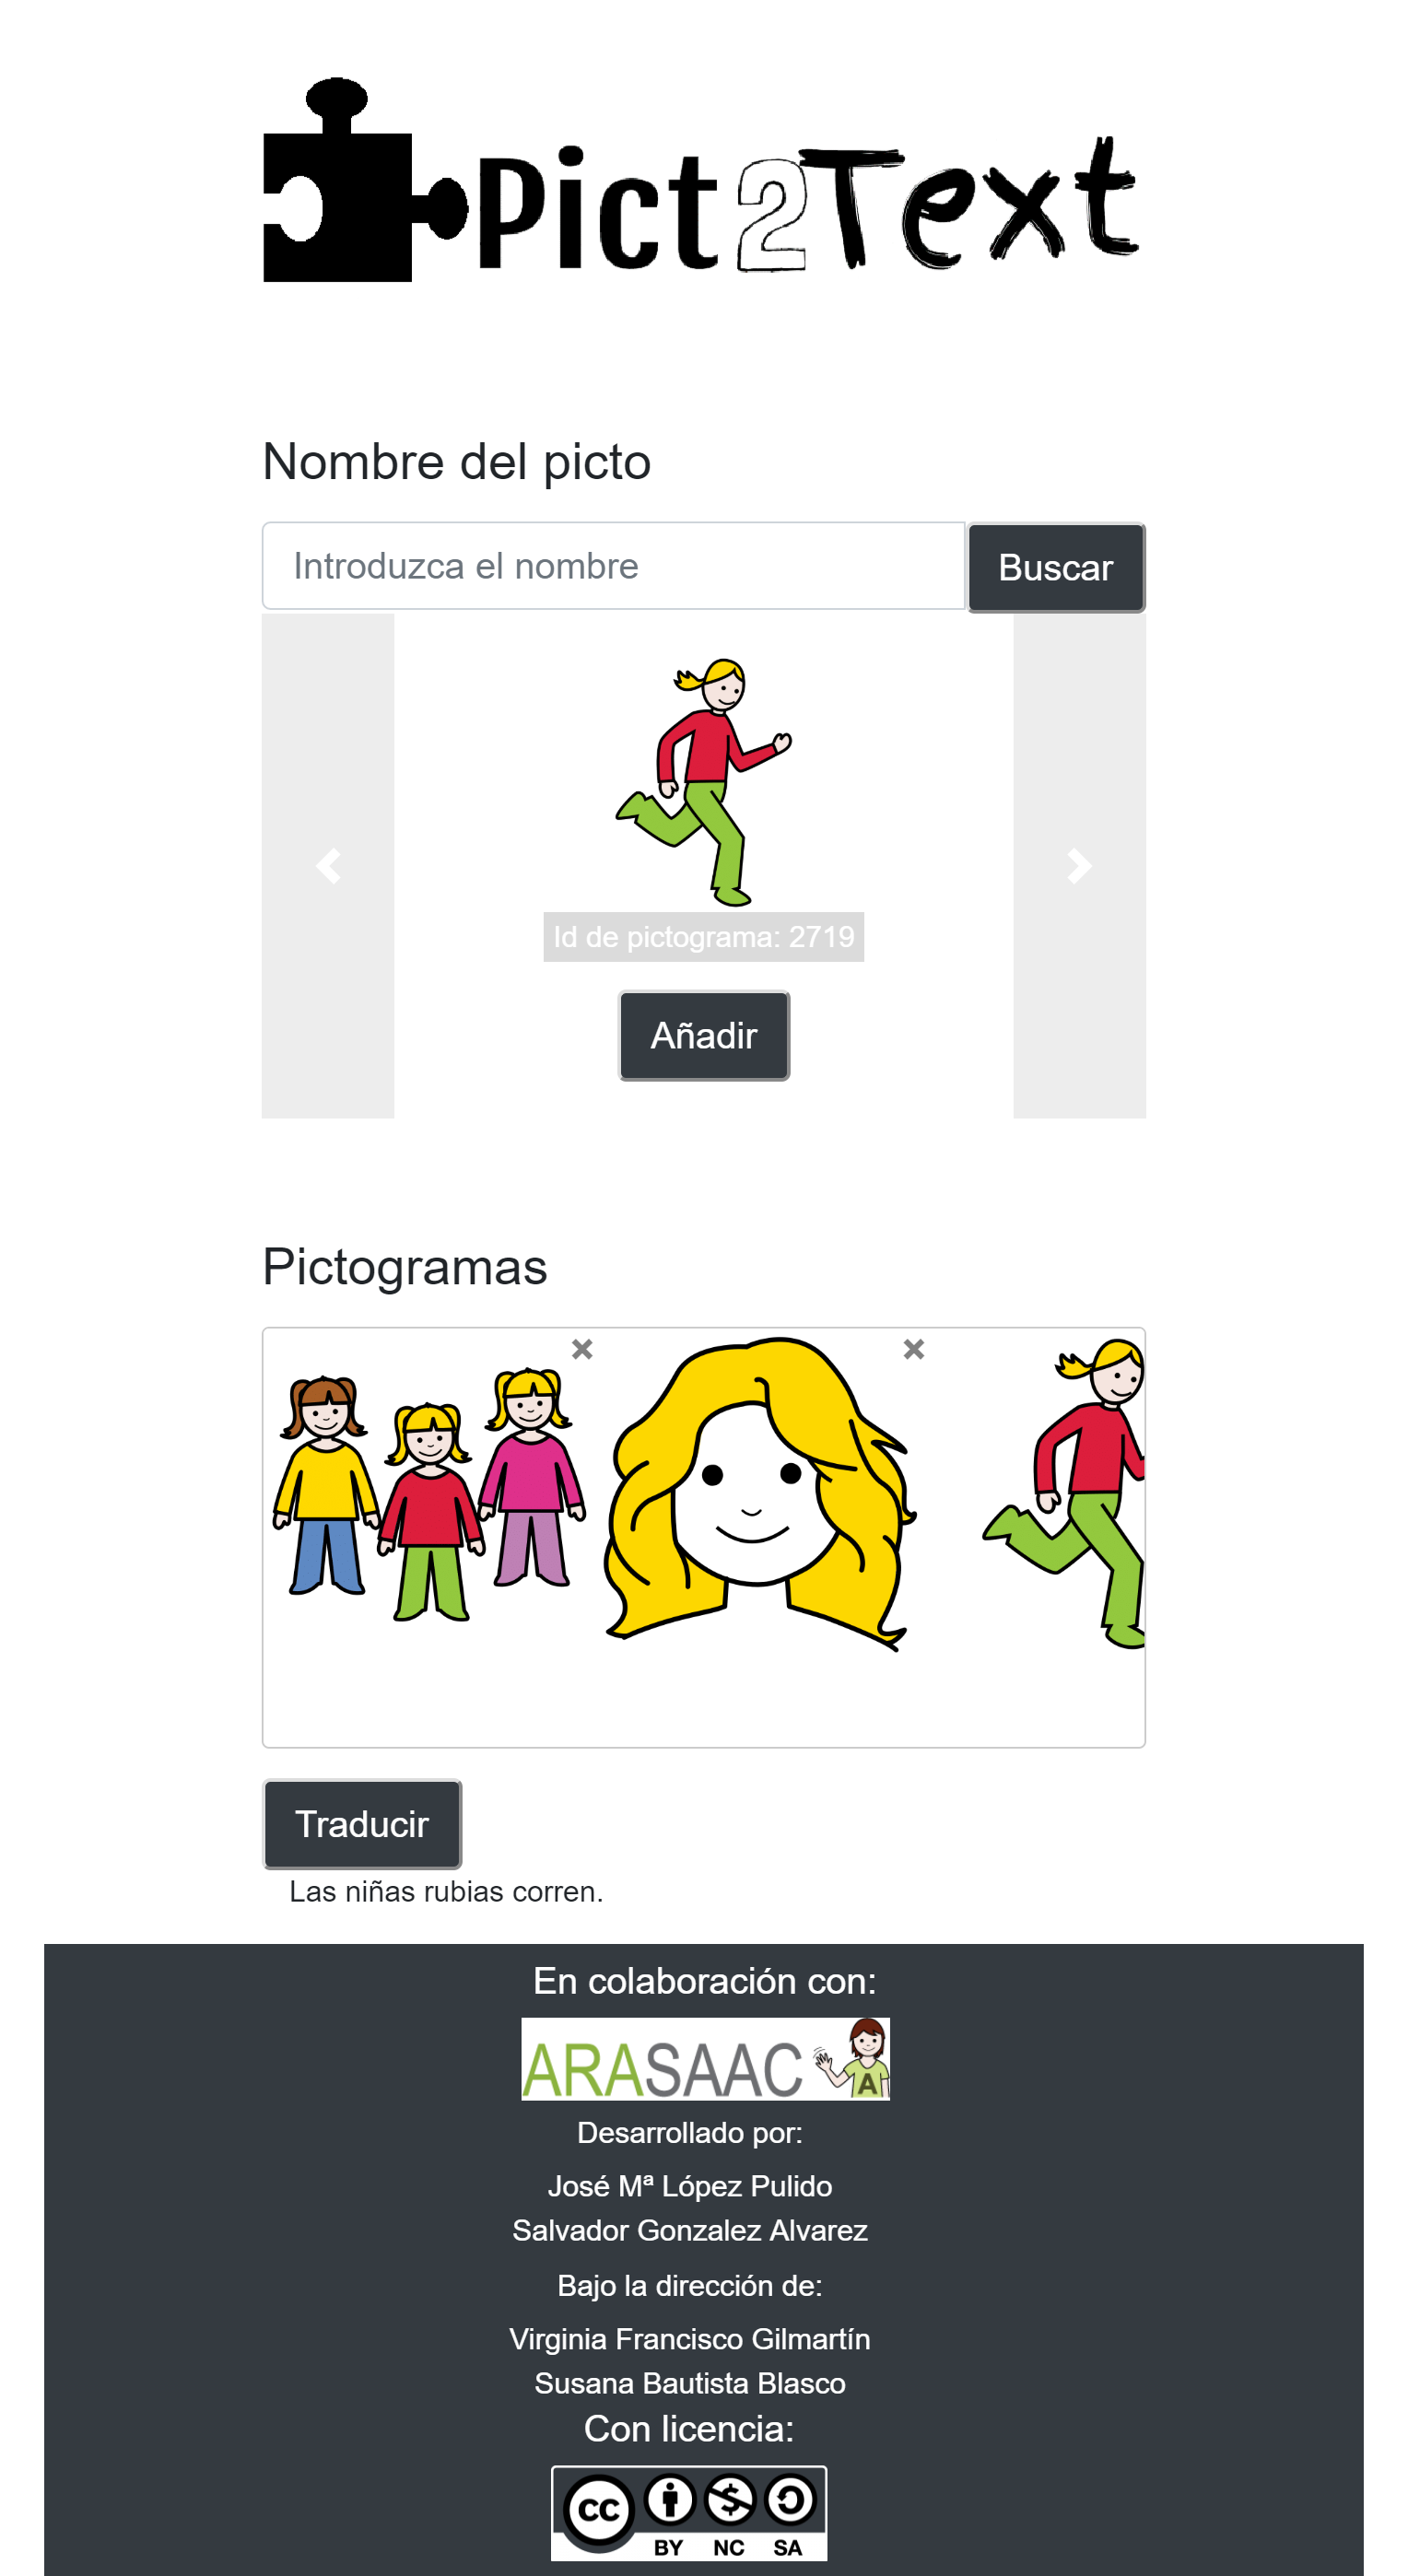 Pict2Text
Nombre del picto
Introduzca el nombre
Buscar
Id de pictograma: 2719
Añadir
Pictogramas
Traducir
Las niñas rubias corren.
En colaboración con:
ARASAAC
A
Desarrollado por:
José Mª López Pulido
Salvador Gonzalez Alvarez
Bajo la dirección de:
Virginia Francisco Gilmartín
Susana Bautista Blasco
Con licencia:
CC
BY NC SA